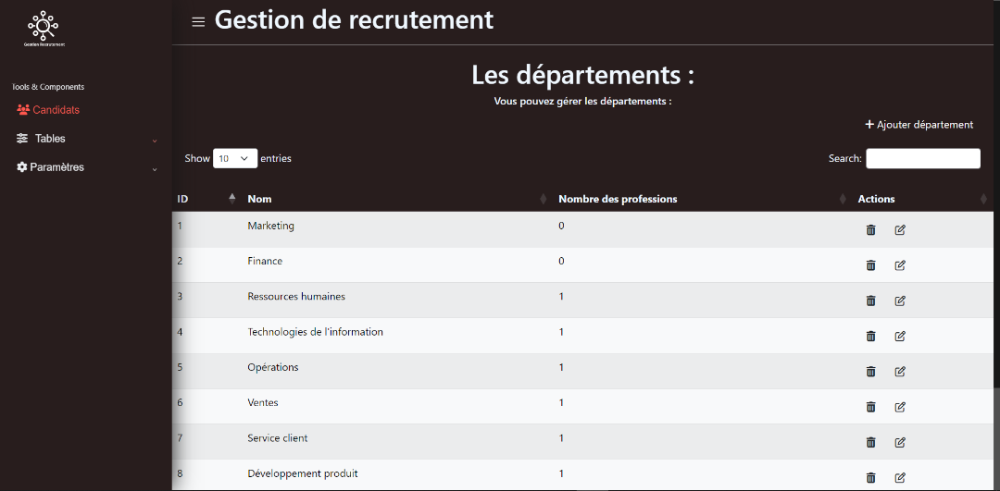 Gestion de recrutement
Gestion Recrutement
Tools & Components
Candidats
Tables
Paramètres
Les départements :
Vous pouvez gérer les départements :
+ Ajouter département
Show 10 entries
Search:
ID Nom Nombre des professions Actions
1 Marketing 0
2 Finance 0
3 Ressources humaines 1
4 Technologies de l'information 1
5 Opérations 1
6 Ventes 1
7 Service client 1
8 Développement produit 1